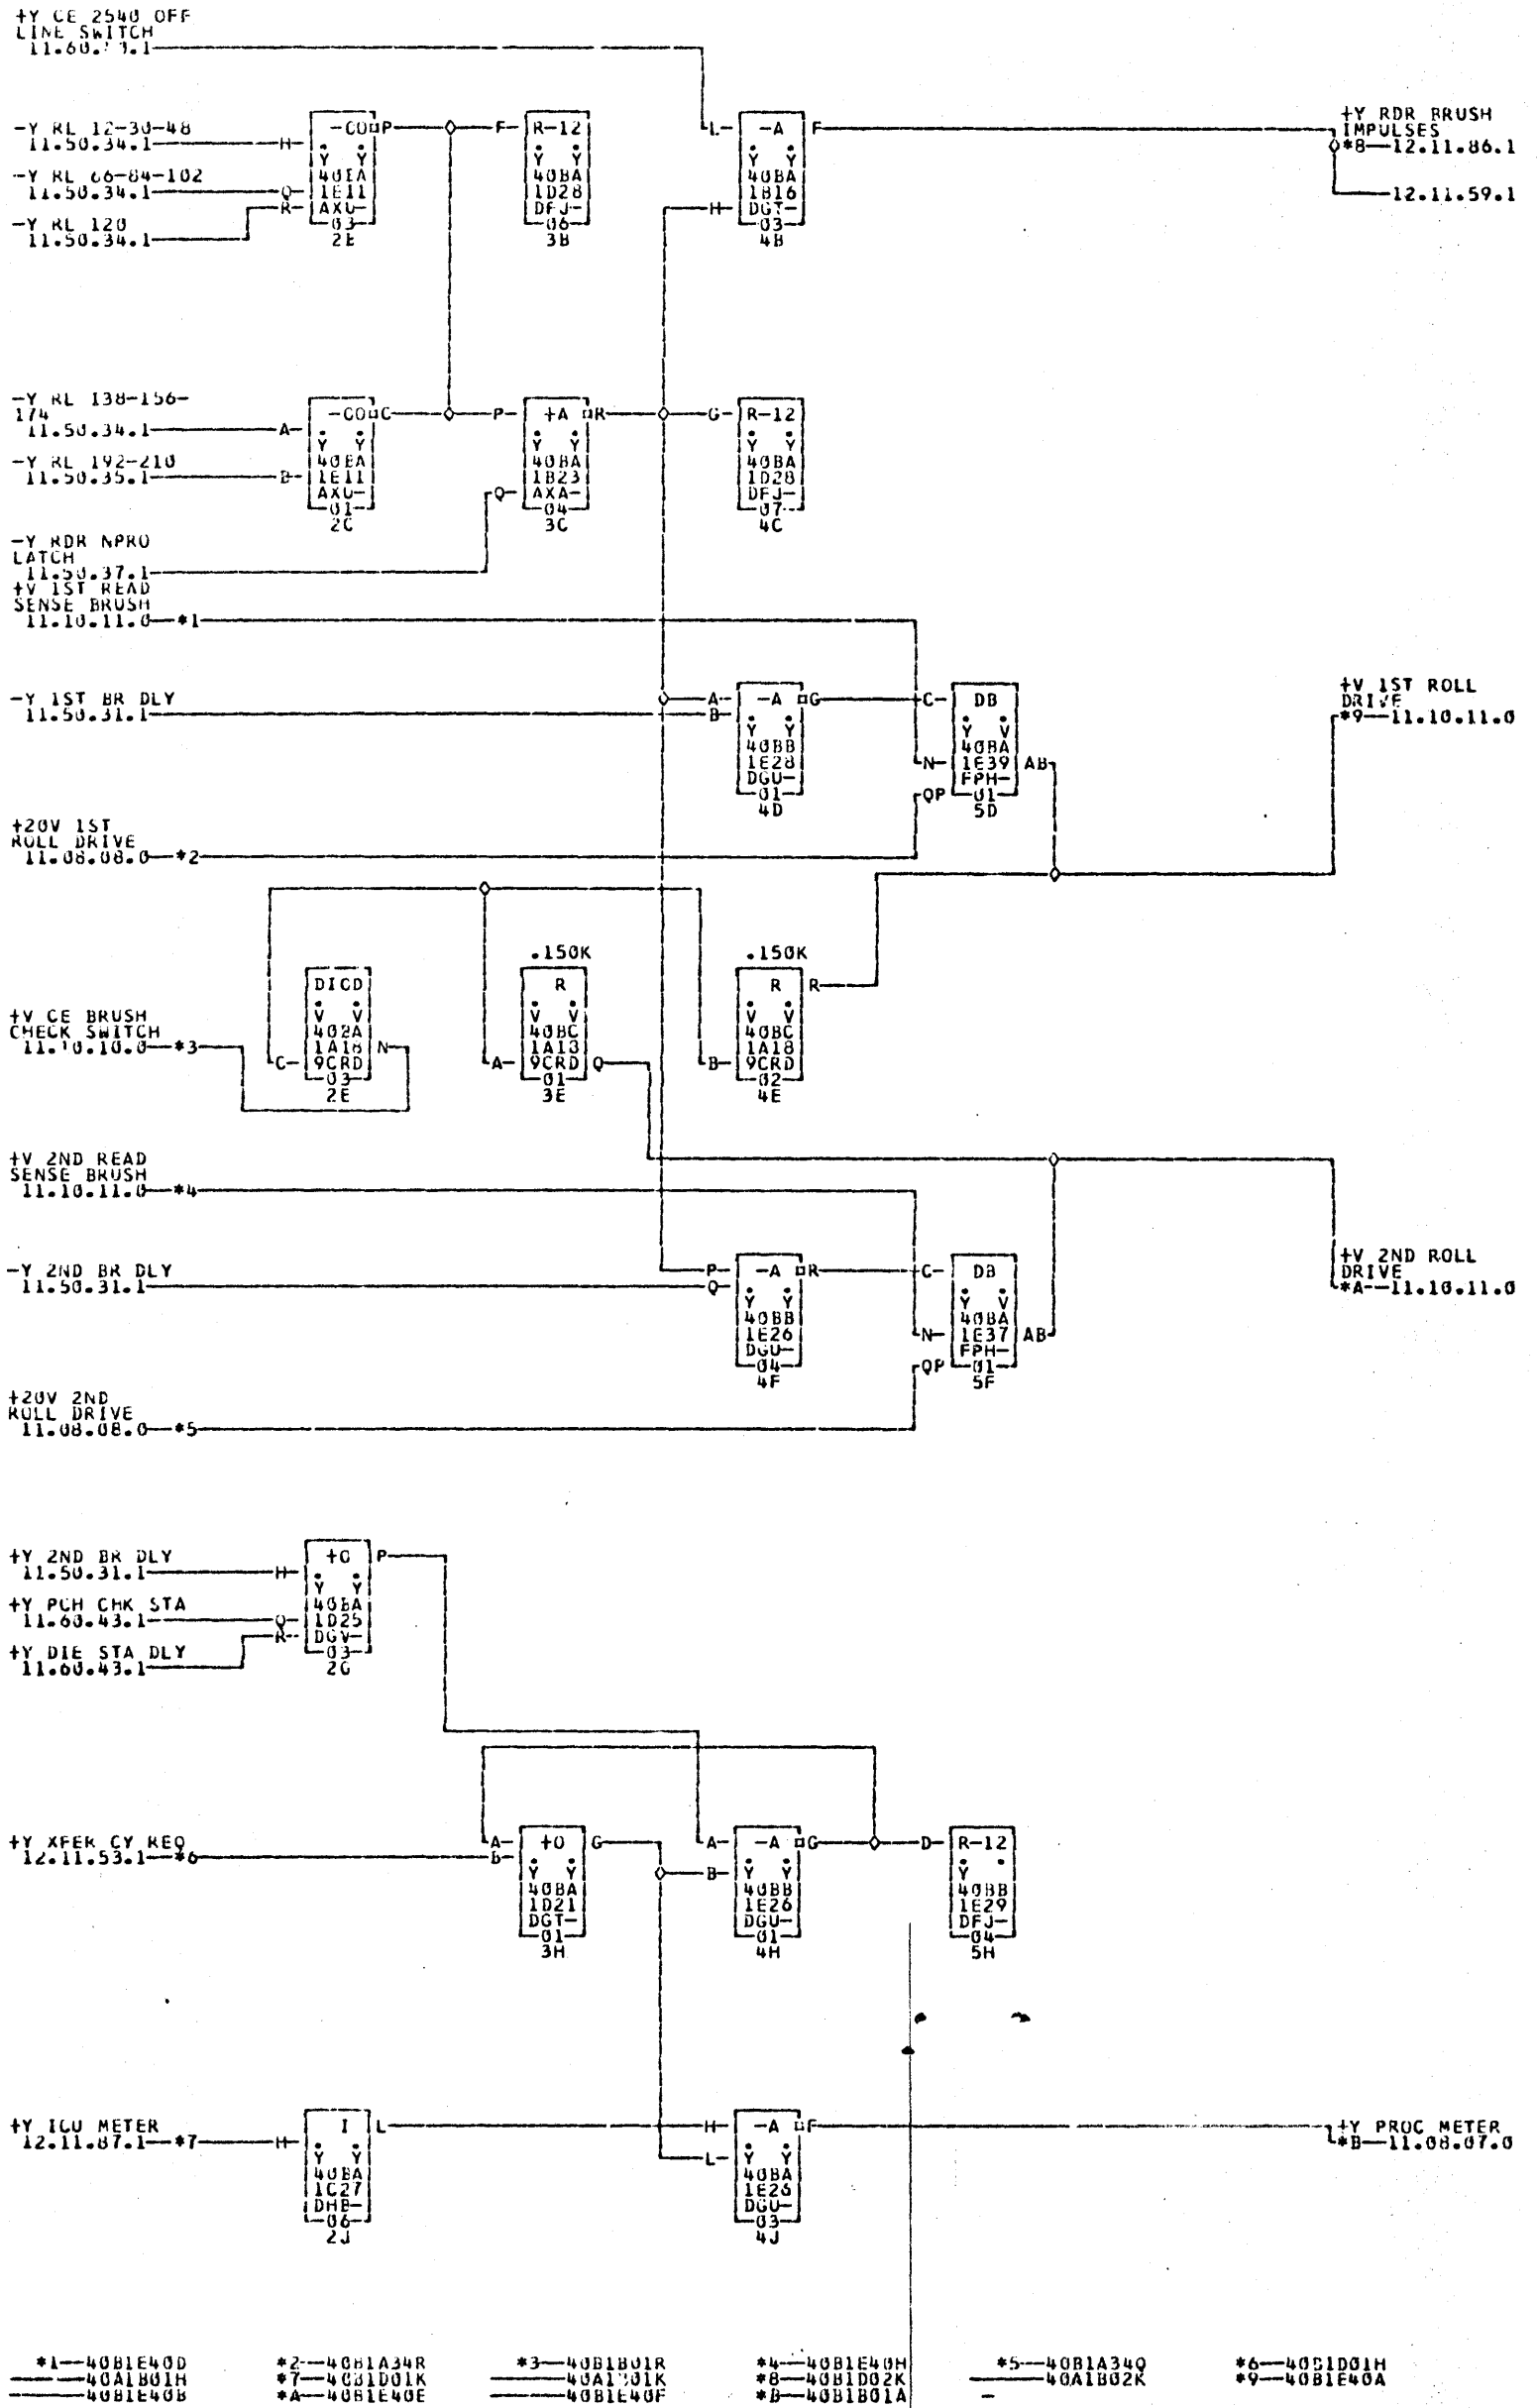 +Y CE 2540 OFF
LINE SWITCH
-Y RL 12-30-48
11.50.34.1
H
-Y RL 66-84-102
11.50.34.1
Q
R
-Y RL 120
11.50.34.1
-CO P
Y Y
1E11
AXU-
03
F
R-12
Y Y
40BA
1D28
DFJ-
06
3B
L
-A F
Y Y
40BA
1B16
H
DGT-
03
4B
+Y RDR BRUSH
IMPULSES
*8—12.11.86.1
12.11.59.1
-Y RL 138-156-
174
11.50.34.1
A
-Y RL 192-210
11.50.35.1
B
-CO C
Y Y
40BA
1E11
AXU-
01
2C
P
+A R
Y Y
40BA
1B23
Q
AXA-
04
3C
G
R-12
Y Y
40BA
1D28
DFJ-
07
4C
-Y RDR NPRO
LATCH
11.50.37.1
+V 1ST READ
SENSE BRUSH
11.10.11.0—*1
-Y 1ST BR DLY
11.50.31.1
A
B
-A G
Y Y
40BB
1E28
DGU-
01
4D
C
DB
Y V
40BA
N
1E39 AB
FPH-
QP
01
5D
+V 1ST ROLL
DRIVE
*9—11.10.11.0
+20V 1ST
ROLL DRIVE
11.08.08.0—*2
+V CE BRUSH
CHECK SWITCH
*3
C
V V
1A18 N
9CRD
03
2E
.150K
R
V V
40BC
A
Q
9CRD
01
3E
.150K
R R
V V
40BC
1A18
B
9CRD
02
4E
+V 2ND READ
SENSE BRUSH
11.10.11.0—*4
-Y 2ND BR DLY
11.50.31.1
P
Q
-A R
Y Y
40BB
1E26
DGU-
04
4F
C
DB
Y V
40BA
N
1E37 AB
FPH-
QP
01
5F
+V 2ND ROLL
DRIVE
*A—11.10.11.0
+20V 2ND
ROLL DRIVE
11.08.08.0—*5
+Y 2ND BR DLY
11.50.31.1
H
+Y PCH CHK STA
11.60.43.1
Q
R
+Y DIE STA DLY
11.60.43.1
+O P
Y Y
40BA
1D25
DGV-
03
2G
+Y XFER CY REQ
12.11.53.1—*6
A
B
+O G
Y Y
40BA
1D21
DGT-
01
3H
A
B
-A G
Y Y
40BB
1E26
DGU-
01
4H
D
R-12
Y
40BB
1E29
DFJ-
04
5H
+Y ICU METER
12.11.87.1—*7
H
I L
Y Y
40BA
1C27
DHB-
06
2J
H
L
-A F
Y Y
40BA
1E26
DGU-
03
4J
+Y PROC METER
*B—11.08.07.0
*1—40B1E40D *2—40B1A34R *3—40B1B01R *4—40B1E40H *5—40B1A34Q *6—40B1D01H
40A1B01H *7—40B1D01K *8—40B1D02K 40A1B02K *9—40B1E40A
40B1E40B *A—40B1E40E 40B1E40F *B—40B1B01A -